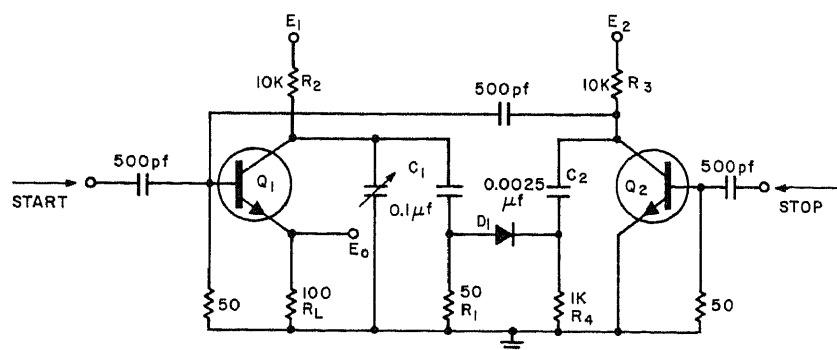 E1 E2
10K R2 500pf 10K R3
500pf Q1 C1 0.1μf 0.0025 μf C2 Q2 500pf
START STOP
E0 D1
50 100 RL 50 R1 1K R4 50